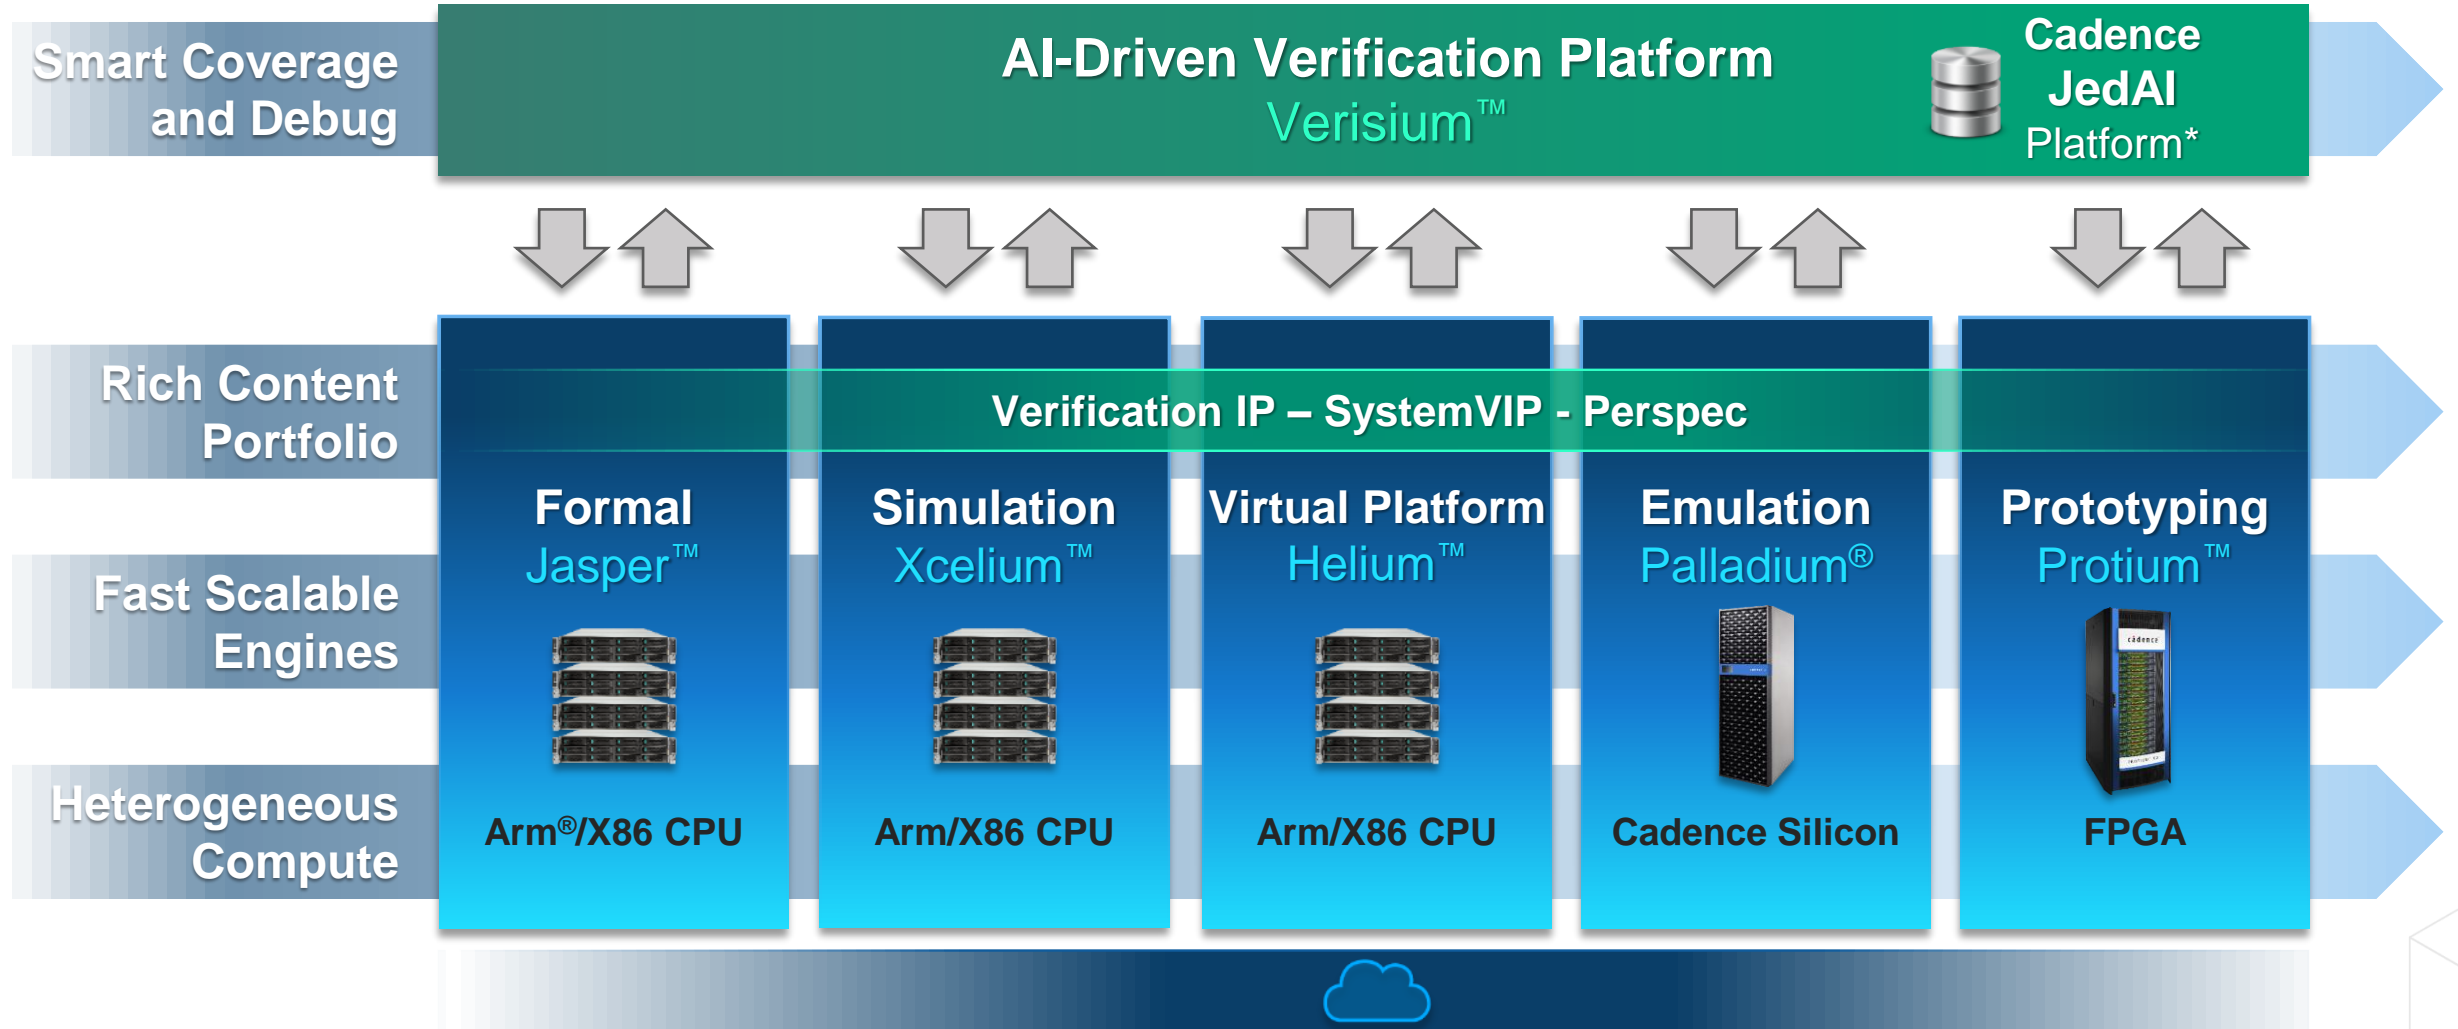 Smart Coverage
and Debug
AI-Driven Verification Platform
Verisium™
Cadence
JedAI
Platform*
Rich Content
Portfolio
Verification IP – SystemVIP - Perspec
Formal
Jasper™
Simulation
Xcelium™
Virtual Platform
Helium™
Emulation
Palladium®
Prototyping
Protium™
Fast Scalable
Engines
cādence
Heterogeneous
Compute
Arm®/X86 CPU
Arm/X86 CPU
Arm/X86 CPU
Cadence Silicon
FPGA